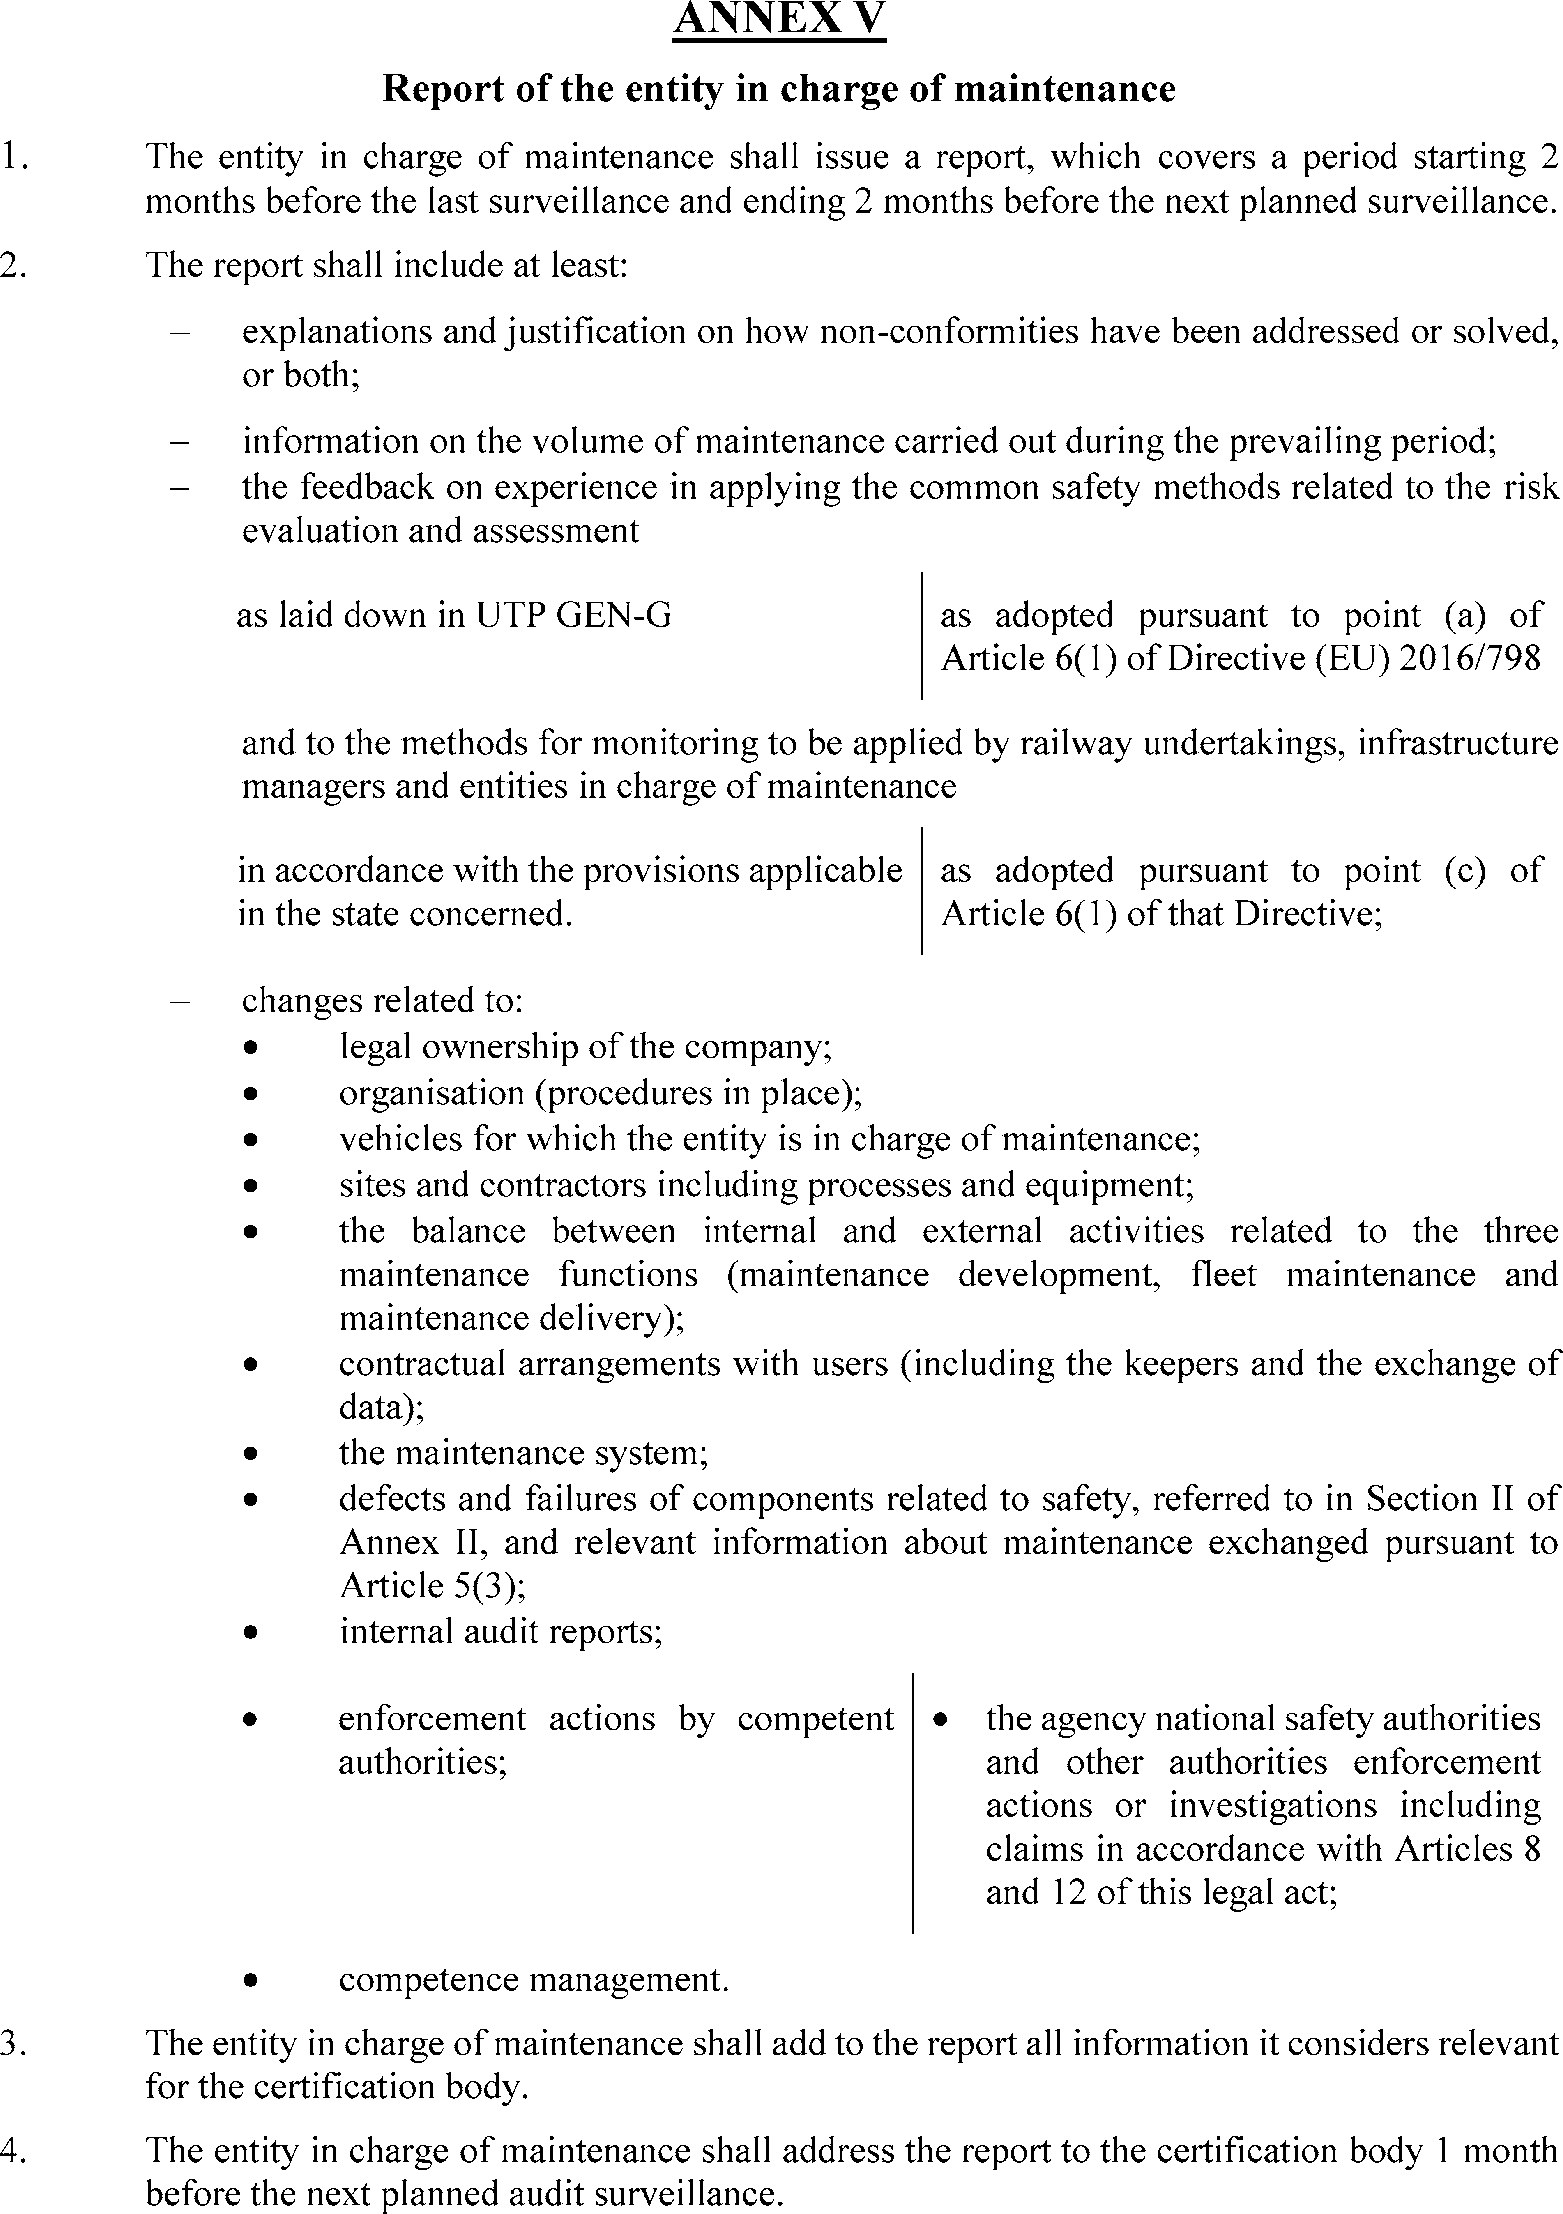 ANNEX V
Report of the entity in charge of maintenance
1. The entity in charge of maintenance shall issue a report, which covers a period starting 2
months before the last surveillance and ending 2 months before the next planned surveillance.
2. The report shall include at least:
– explanations and justification on how non-conformities have been addressed or solved,
or both;
– information on the volume of maintenance carried out during the prevailing period;
– the feedback on experience in applying the common safety methods related to the risk
evaluation and assessment
as laid down in UTP GEN-G
as adopted pursuant to point (a) of
Article 6(1) of Directive (EU) 2016/798
and to the methods for monitoring to be applied by railway undertakings, infrastructure
managers and entities in charge of maintenance
in accordance with the provisions applicable
in the state concerned.
as adopted pursuant to point (c) of
Article 6(1) of that Directive;
– changes related to:
• legal ownership of the company;
• organisation (procedures in place);
• vehicles for which the entity is in charge of maintenance;
• sites and contractors including processes and equipment;
• the balance between internal and external activities related to the three
maintenance functions (maintenance development, fleet maintenance and
maintenance delivery);
• contractual arrangements with users (including the keepers and the exchange of
data);
• the maintenance system;
• defects and failures of components related to safety, referred to in Section II of
Annex II, and relevant information about maintenance exchanged pursuant to
Article 5(3);
• internal audit reports;
• enforcement actions by competent
authorities;
• the agency national safety authorities
and other authorities enforcement
actions or investigations including
claims in accordance with Articles 8
and 12 of this legal act;
• competence management.
3. The entity in charge of maintenance shall add to the report all information it considers relevant
for the certification body.
4. The entity in charge of maintenance shall address the report to the certification body 1 month
before the next planned audit surveillance.